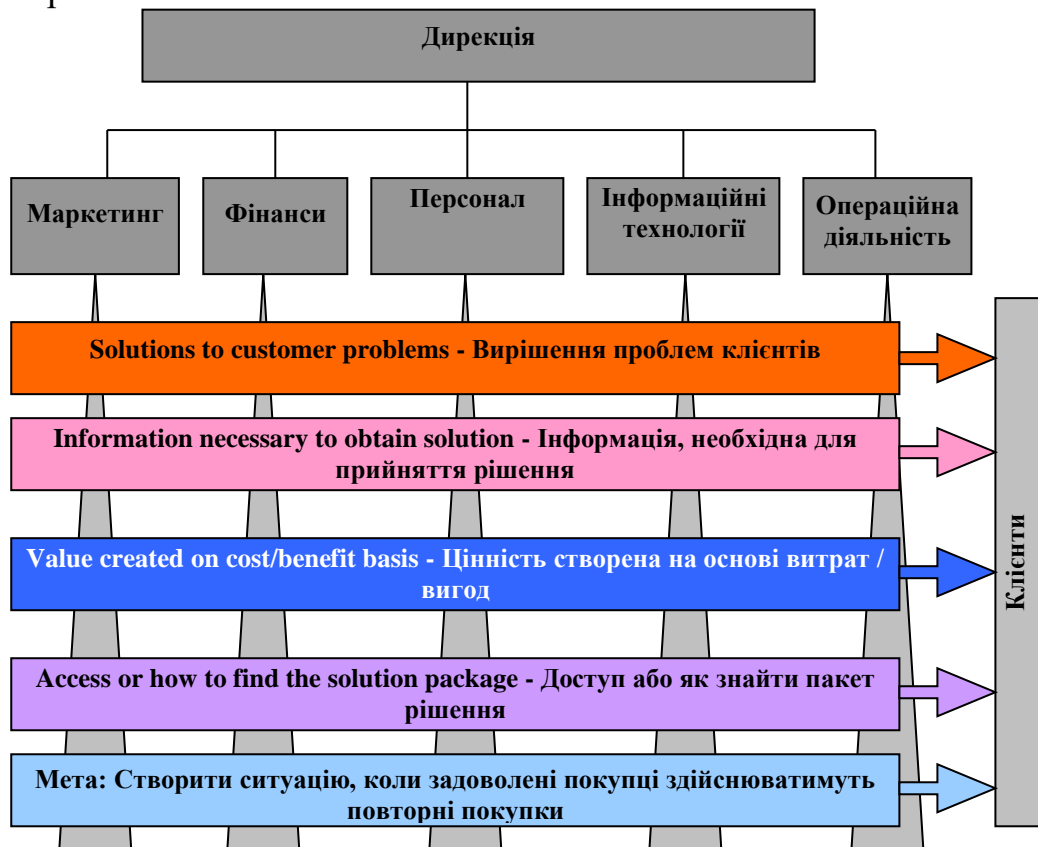 Дирекція
Маркетинг
Фінанси
Персонал
Інформаційні
технології
Операційна
діяльність
Solutions to customer problems - Вирішення проблем клієнтів
Information necessary to obtain solution - Інформація, необхідна для
прийняття рішення
Value created on cost/benefit basis - Цінність створена на основі витрат /
вигод
Access or how to find the solution package - Доступ або як знайти пакет
рішення
Мета: Створити ситуацію, коли задоволені покупці здійснюватимуть
повторні покупки
Клієнти